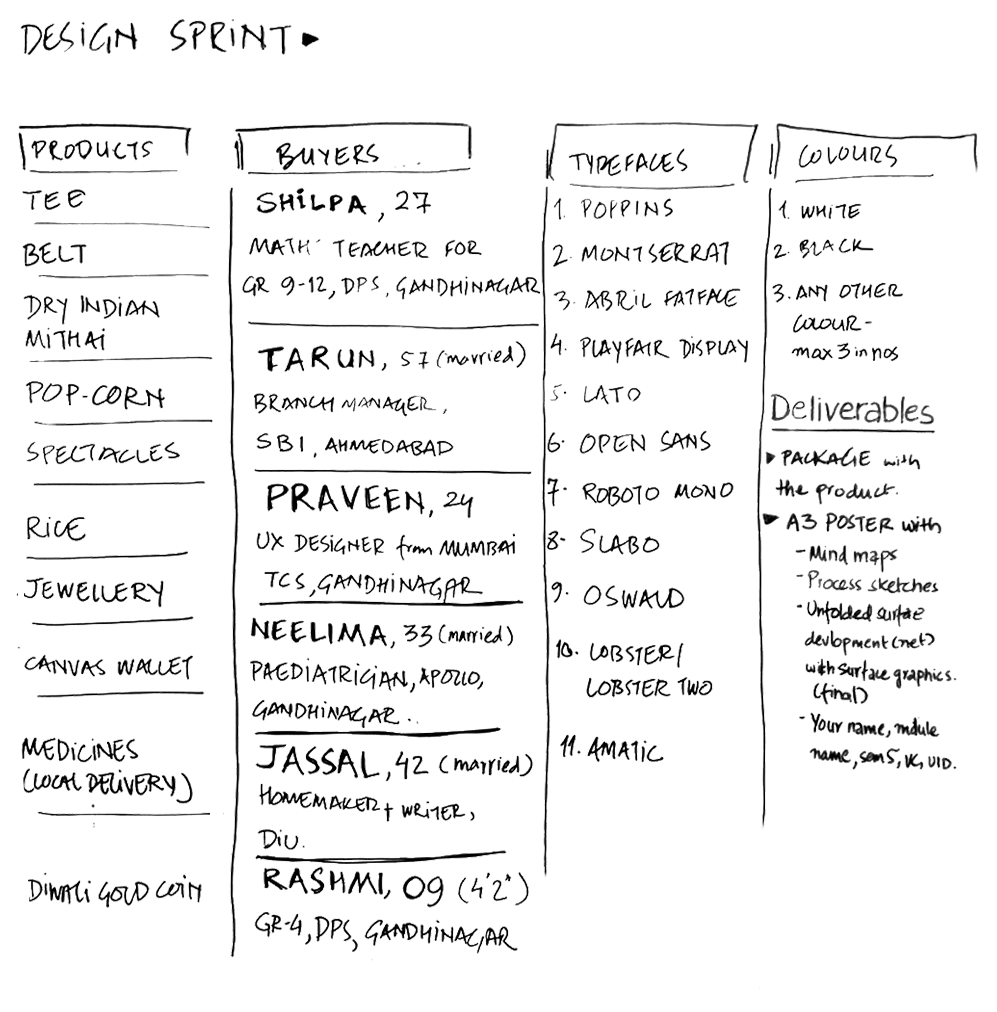 DESIGN SPRINT ▸
PRODUCTS
TEE
BELT
DRY INDIAN
MITHAI
POP-CORN
SPECTACLES
RICE
JEWELLERY
CANVAS WALLET
MEDICINES
(LOCAL DELIVERY)
DIWALI GOLD COIN
BUYERS ...
SHILPA, 27
MATH TEACHER FOR
GR 9-12, DPS, GANDHINAGAR
TARUN, 57 (married)
BRANCH MANAGER,
SBI, AHMEDABAD
PRAVEEN, 24
UX DESIGNER from MUMBAI
TCS, GANDHINAGAR
NEELIMA, 33 (married)
PAEDIATRICIAN, APOLLO,
GANDHINAGAR..
JASSAL, 42 (married)
HOMEMAKER + WRITER,
DIU.
RASHMI, 09 (4'2")
GR-4, DPS, GANDHINAGAR
TYPEFACES
1. POPPINS
2. MONTSERRAT
3. ABRIL FATFACE
4. PLAYFAIR DISPLAY
5. LATO
6. OPEN SANS
7. ROBOTO MONO
8. SLABO
9. OSWALD
10. LOBSTER/
LOBSTER TWO
11. AMATIC
COLOURS
1. WHITE
2. BLACK
3. ANY OTHER
COLOUR -
max 3 in nos
Deliverables
▸ PACKAGE with
the product.
▸ A3 POSTER with
- Mind maps
- Process sketches
- Unfolded surfae
devlopment (net)
with surface graphics.
(final)
- Your name, mdule
name, sem 5, VC, UID.